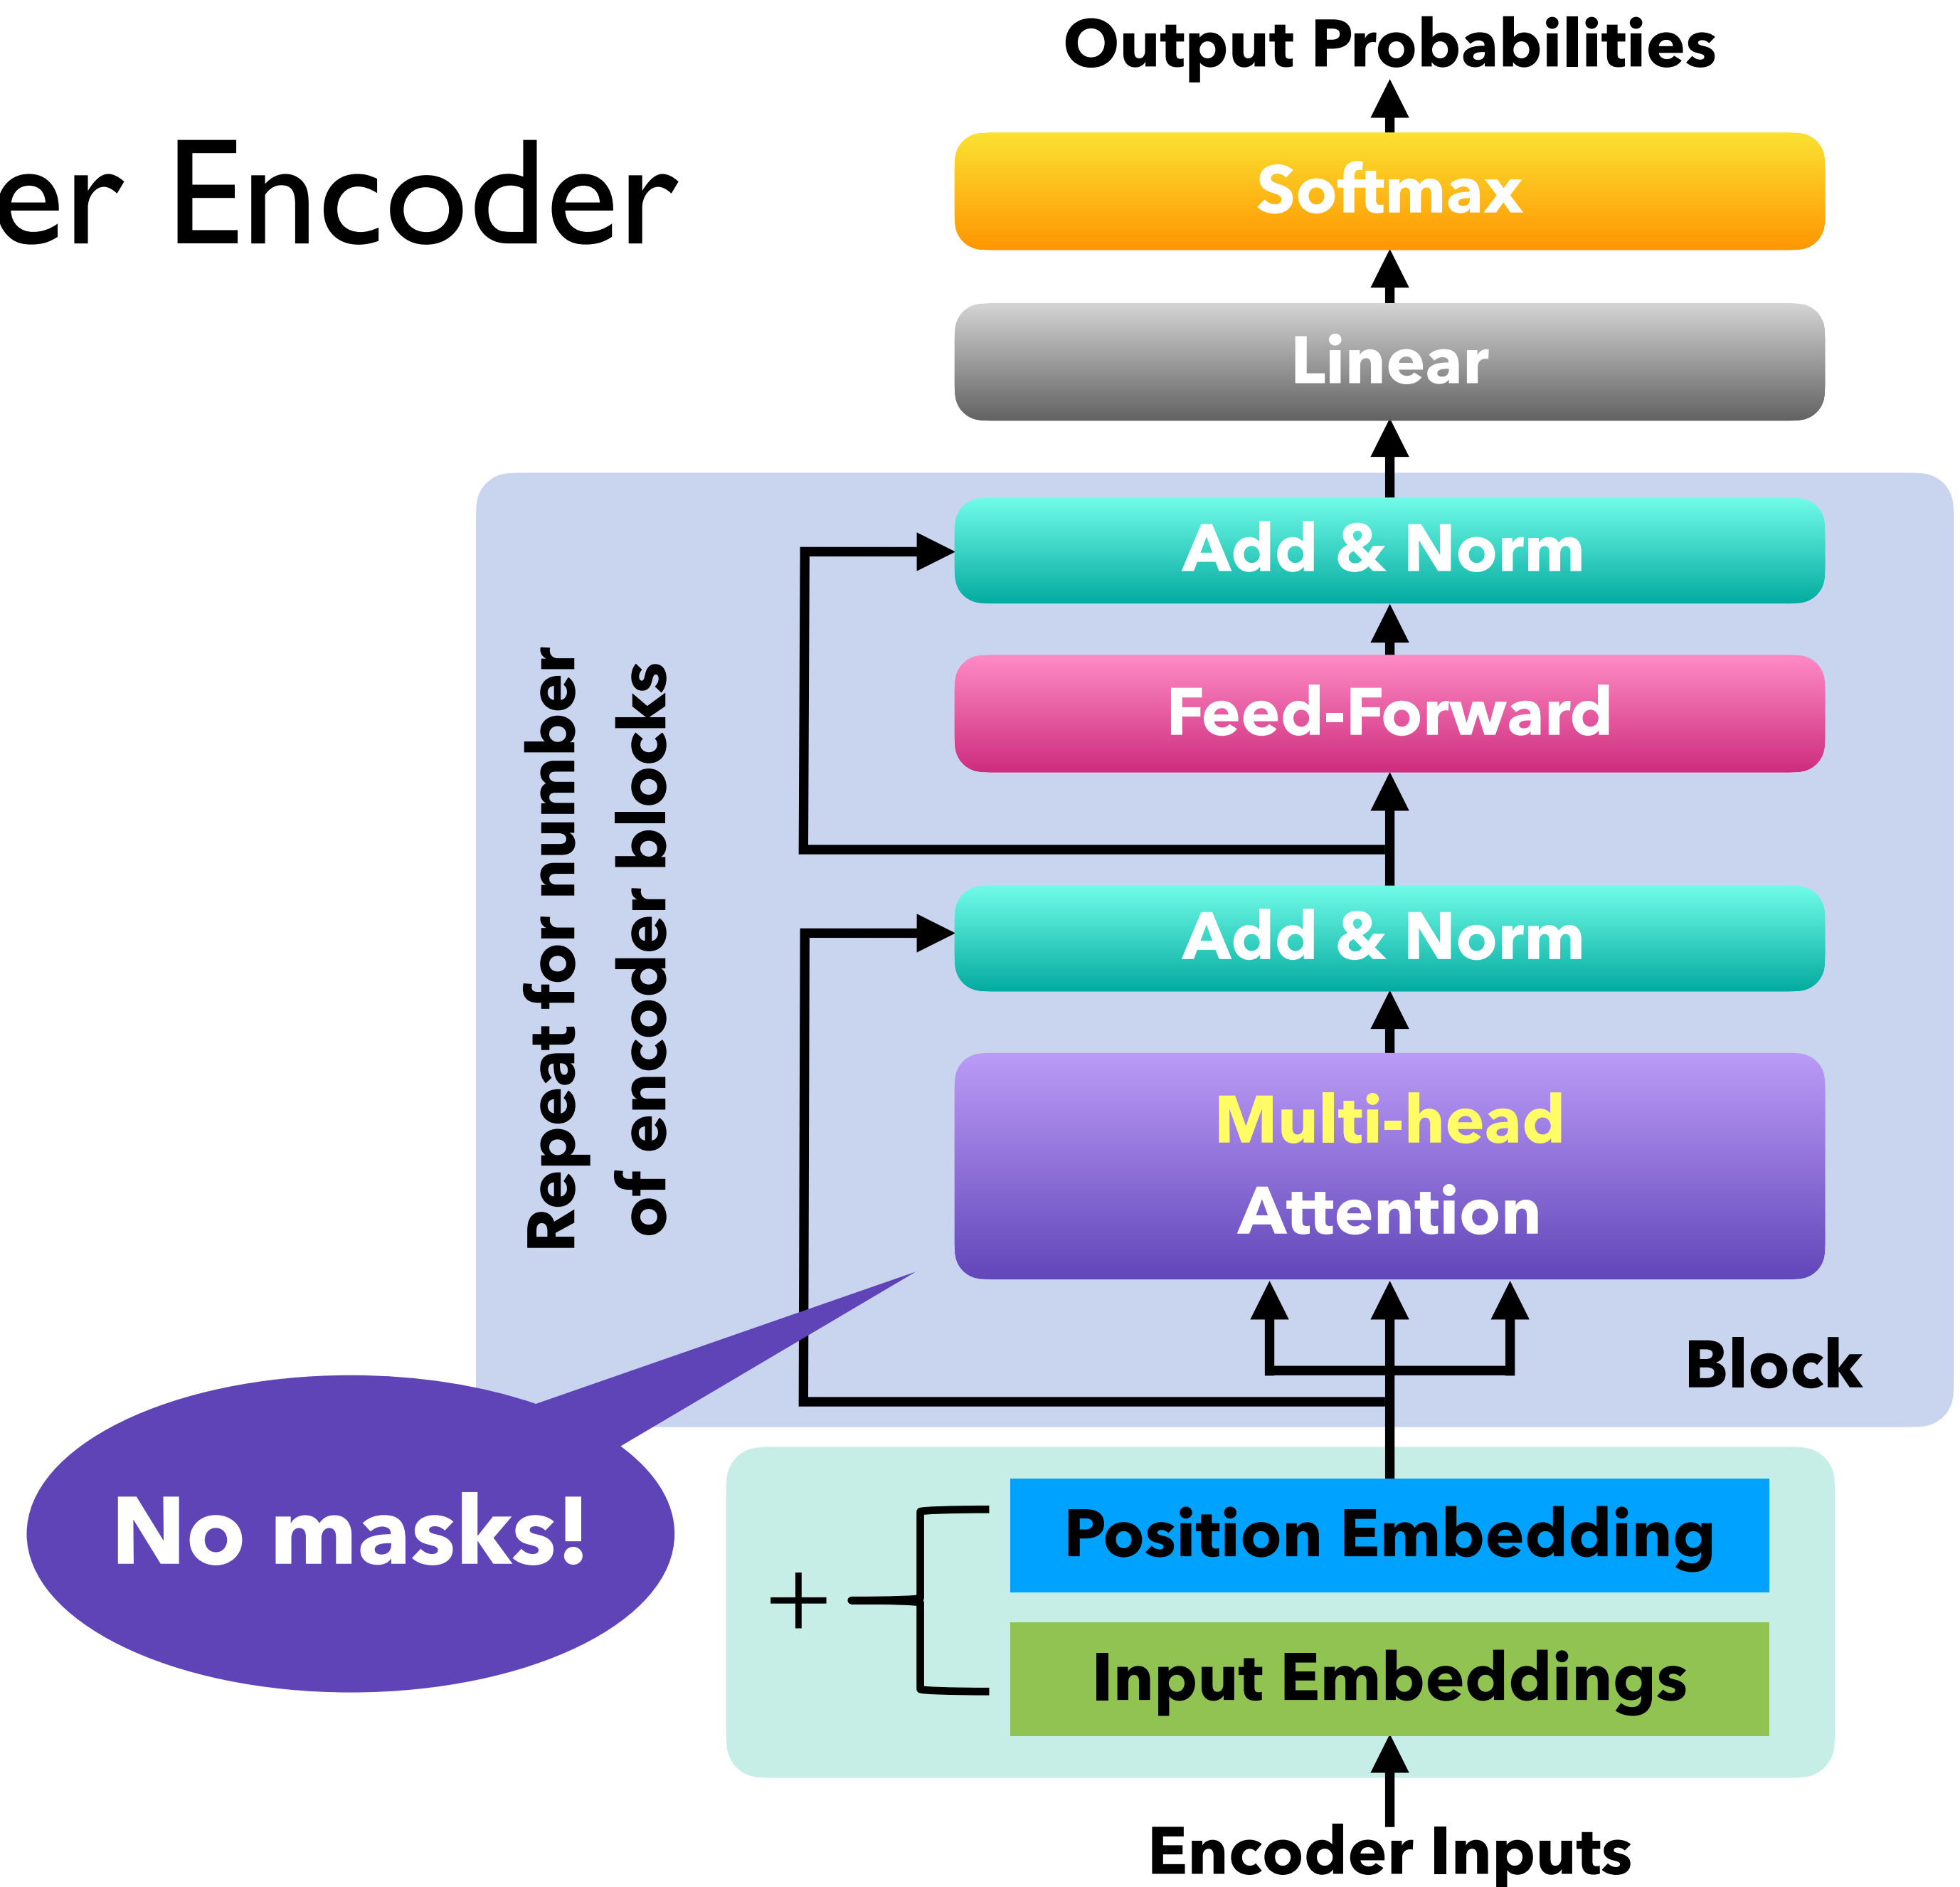 Output Probabilities
er Encoder
Softmax
Linear
Add & Norm
Feed-Forward
Repeat for number
of encoder blocks
Add & Norm
Multi-head
Attention
Block
No masks!
Position Embedding
+
Input Embeddings
Encoder Inputs